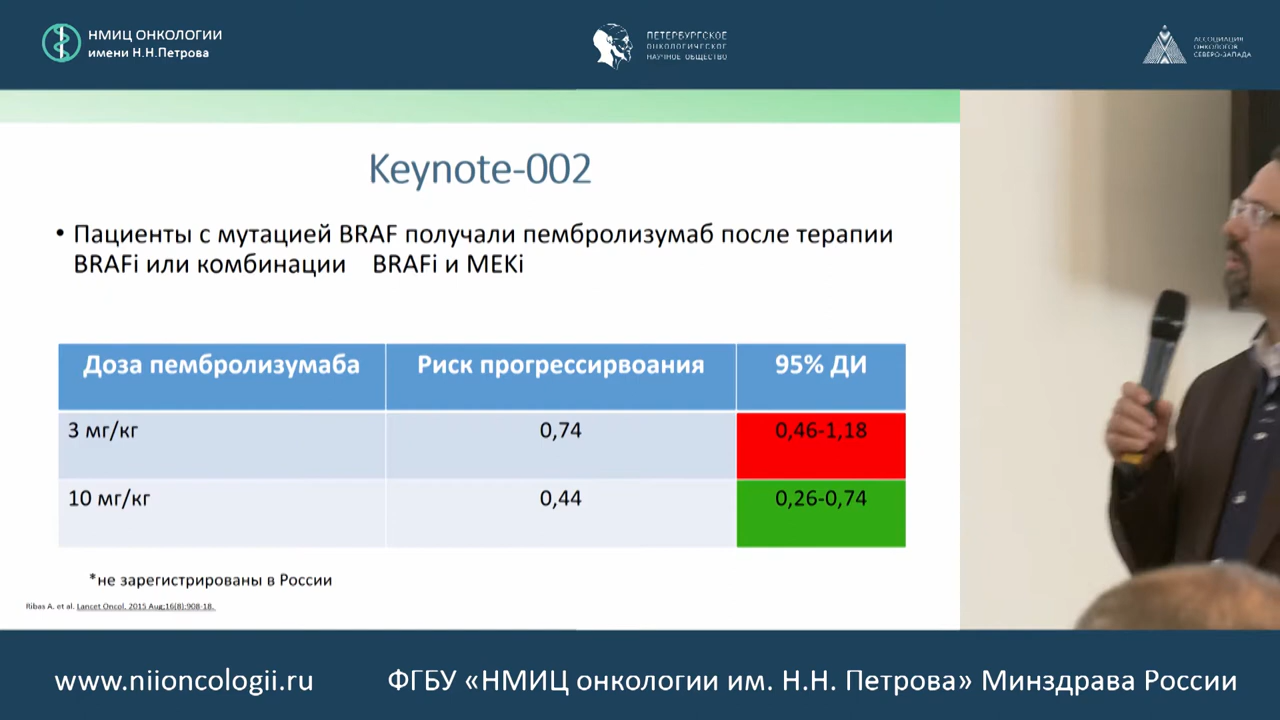 НМИЦ ОНКОЛОГИИ
имени Н.Н.Петрова
ПЕТЕРБУРГСКОЕ
ОНКОЛОГИЧЕСКОЕ
НАУЧНОЕ ОБЩЕСТВО
АССОЦИАЦИЯ
ОНКОЛОГОВ
СЕВЕРО-ЗАПАДА
Keynote-002
• Пациенты с мутацией BRAF получали пембролизумаб после терапии
BRAFi или комбинации BRAFi и MEKi
Доза пембролизумаба Риск прогрессирвоания 95% ДИ
3 мг/кг 0,74 0,46-1,18
10 мг/кг 0,44 0,26-0,74
*не зарегистрированы в России
Ribas A. et al. Lancet Oncol. 2015 Aug;16(8):908-18.
www.niioncologii.ru ФГБУ «НМИЦ онкологии им. Н.Н. Петрова» Минздрава России